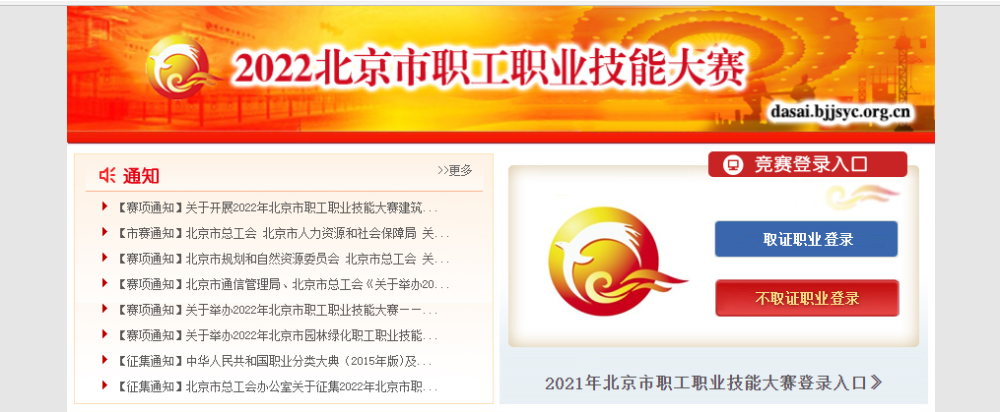 2022北京市职工职业技能大赛
dasai.bjjsyc.org.cn
通知
>>更多
【赛项通知】关于开展2022年北京市职工职业技能大赛建筑...
【市赛通知】北京市总工会 北京市人力资源和社会保障局 关...
【赛项通知】北京市规划和自然资源委员会 北京市总工会 关...
【赛项通知】北京市通信管理局、北京市总工会《关于举办20...
【赛项通知】关于举办2022年北京市职工职业技能大赛——...
【赛项通知】关于举办2022年北京市园林绿化职工职业技能...
【征集通知】中华人民共和国职业分类大典（2015年版)及...
【征集通知】北京市总工会办公室关于征集2022年北京市职...
竞赛登录入口
取证职业登录
不取证职业登录
2021年北京市职工职业技能大赛登录入口》